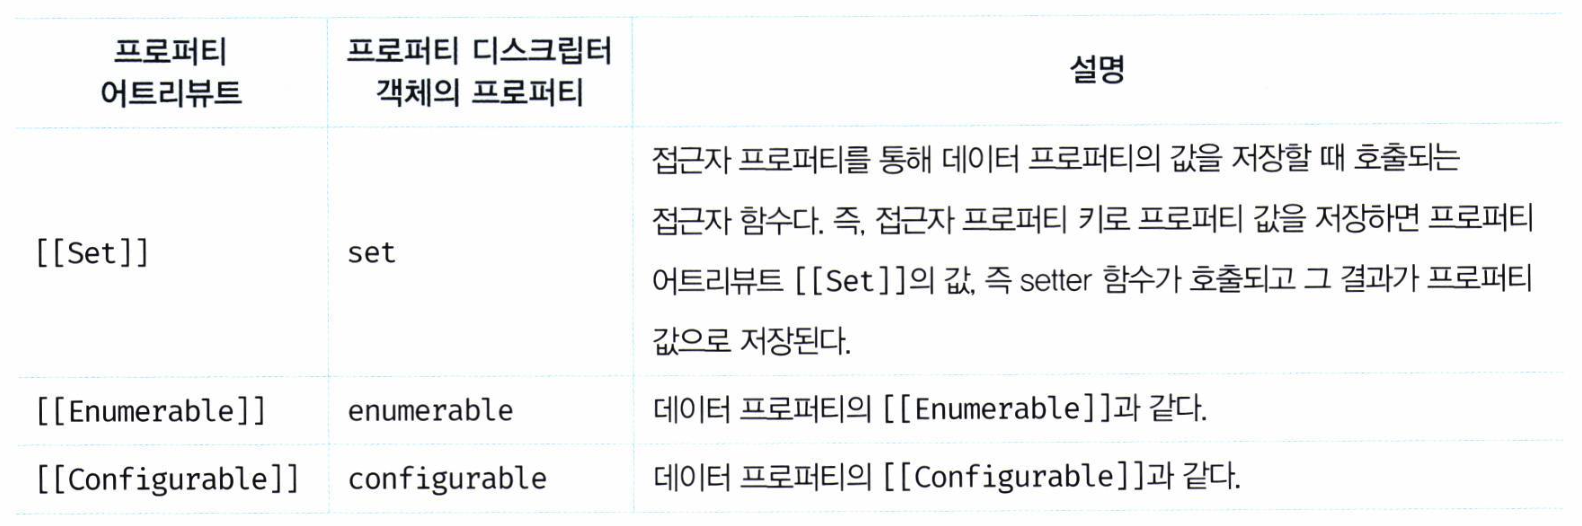 프로퍼티
어트리뷰트
프로퍼티 디스크립터
객체의 프로퍼티
설명
[[Set]]
set
접근자 프로퍼티를 통해 데이터 프로퍼티의 값을 저장할 때 호출되는
접근자 함수다. 즉, 접근자 프로퍼티 키로 프로퍼티 값을 저장하면 프로퍼티
어트리뷰트 [[Set]]의 값, 즉 setter 함수가 호출되고 그 결과가 프로퍼티
값으로 저장된다.
[[Enumerable]]
enumerable
데이터 프로퍼티의 [[Enumerable]]과 같다.
[[Configurable]]
configurable
데이터 프로퍼티의 [[Configurable]]과 같다.